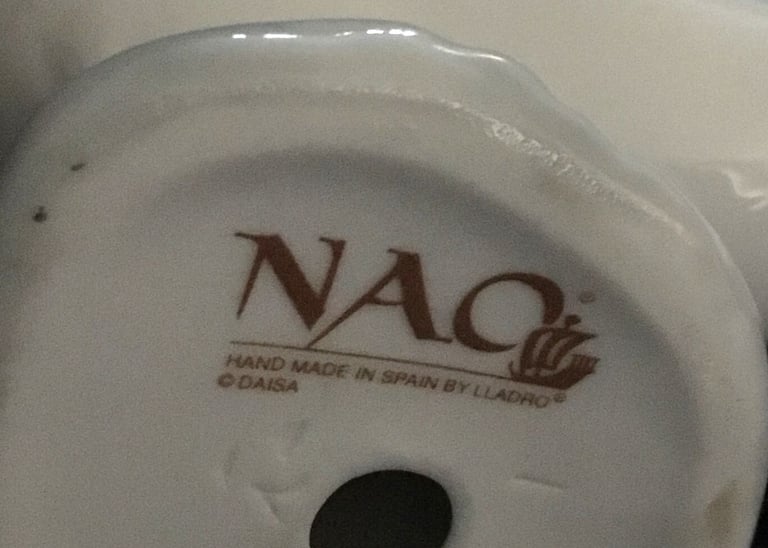 NAO®
HAND MADE IN SPAIN BY LLADRO®
© DAISA